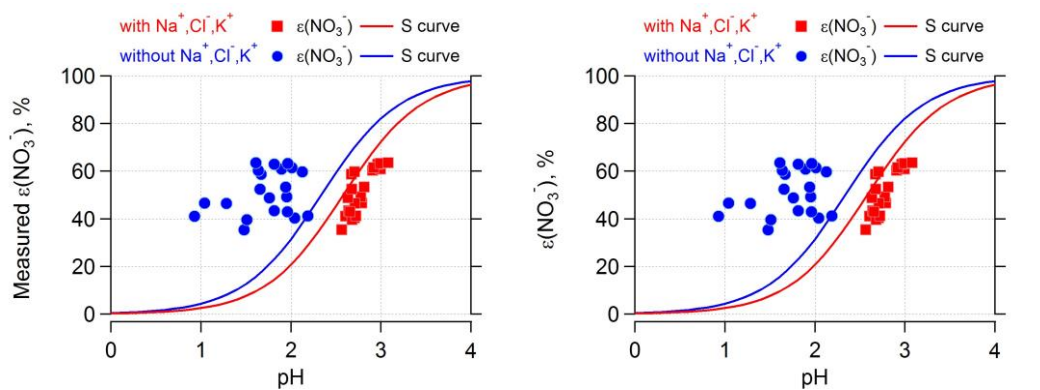 with Na⁺,Cl⁻,K⁺ ε(NO₃⁻) S curve
without Na⁺,Cl⁻,K⁺ ε(NO₃⁻) S curve
100
80
60
40
20
0
Measured ε(NO₃⁻), %
0 1 2 3 4
pH
with Na⁺,Cl⁻,K⁺ ε(NO₃⁻) S curve
without Na⁺,Cl⁻,K⁺ ε(NO₃⁻) S curve
100
80
60
40
20
0
ε(NO₃⁻), %
0 1 2 3 4
pH